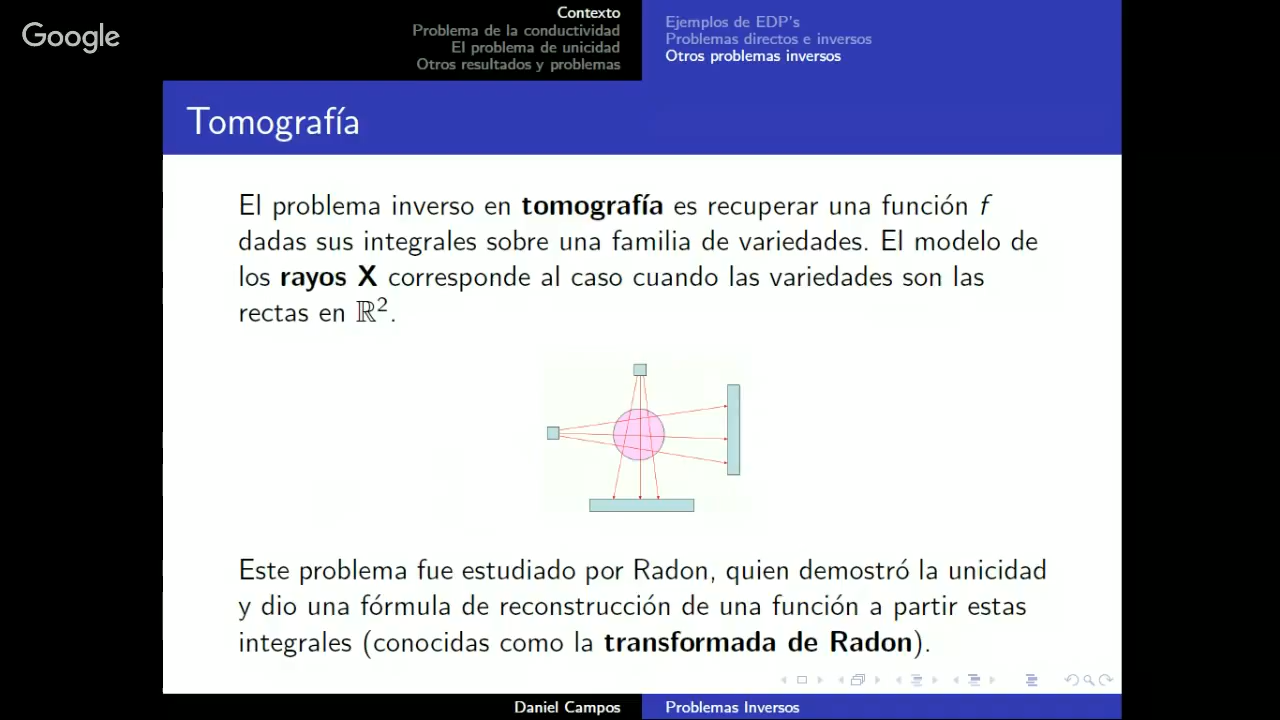 Google
Contexto
Problema de la conductividad
El problema de unicidad
Otros resultados y problemas
Ejemplos de EDP's
Problemas directos e inversos
Otros problemas inversos
Tomografía
El problema inverso en tomografía es recuperar una función f
dadas sus integrales sobre una familia de variedades. El modelo de
los rayos X corresponde al caso cuando las variedades son las
rectas en ℝ².
Este problema fue estudiado por Radon, quien demostró la unicidad
y dio una fórmula de reconstrucción de una función a partir estas
integrales (conocidas como la transformada de Radon).
Daniel Campos
Problemas Inversos